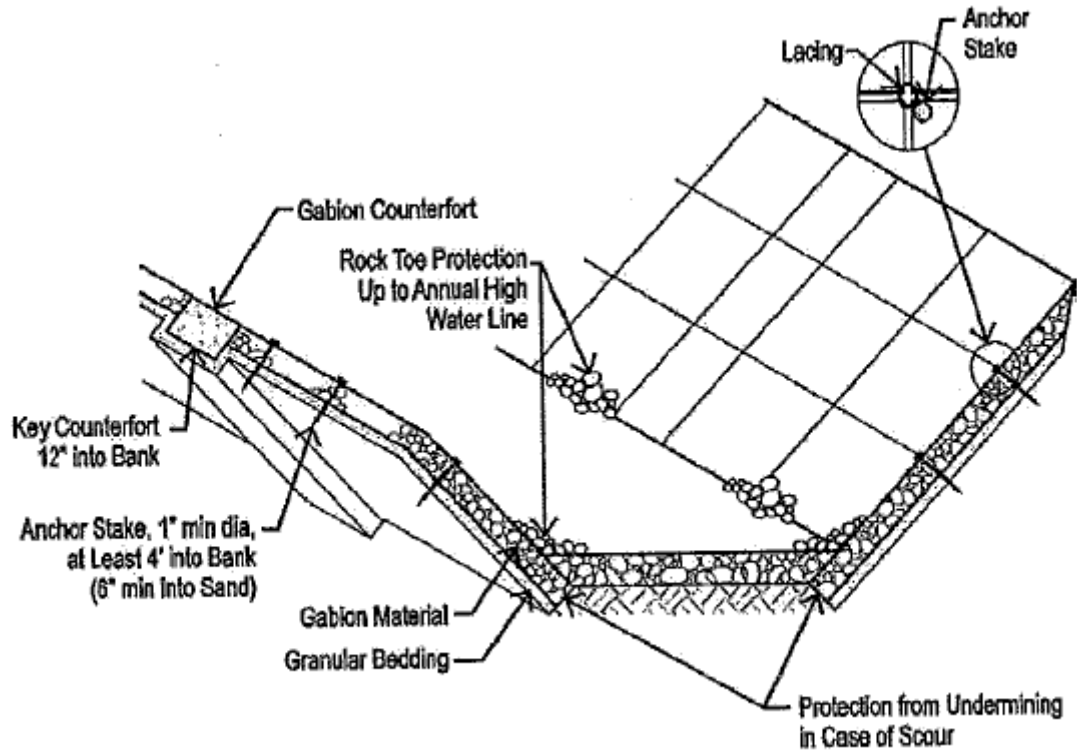 Anchor
Stake
Lacing
Gabion Counterfort
Rock Toe Protection
Up to Annual High
Water Line
Key Counterfort
12" into Bank
Anchor Stake, 1" min dia,
at Least 4' into Bank
(6" min into Sand)
Gabion Material
Granular Bedding
Protection from Undermining
in Case of Scour